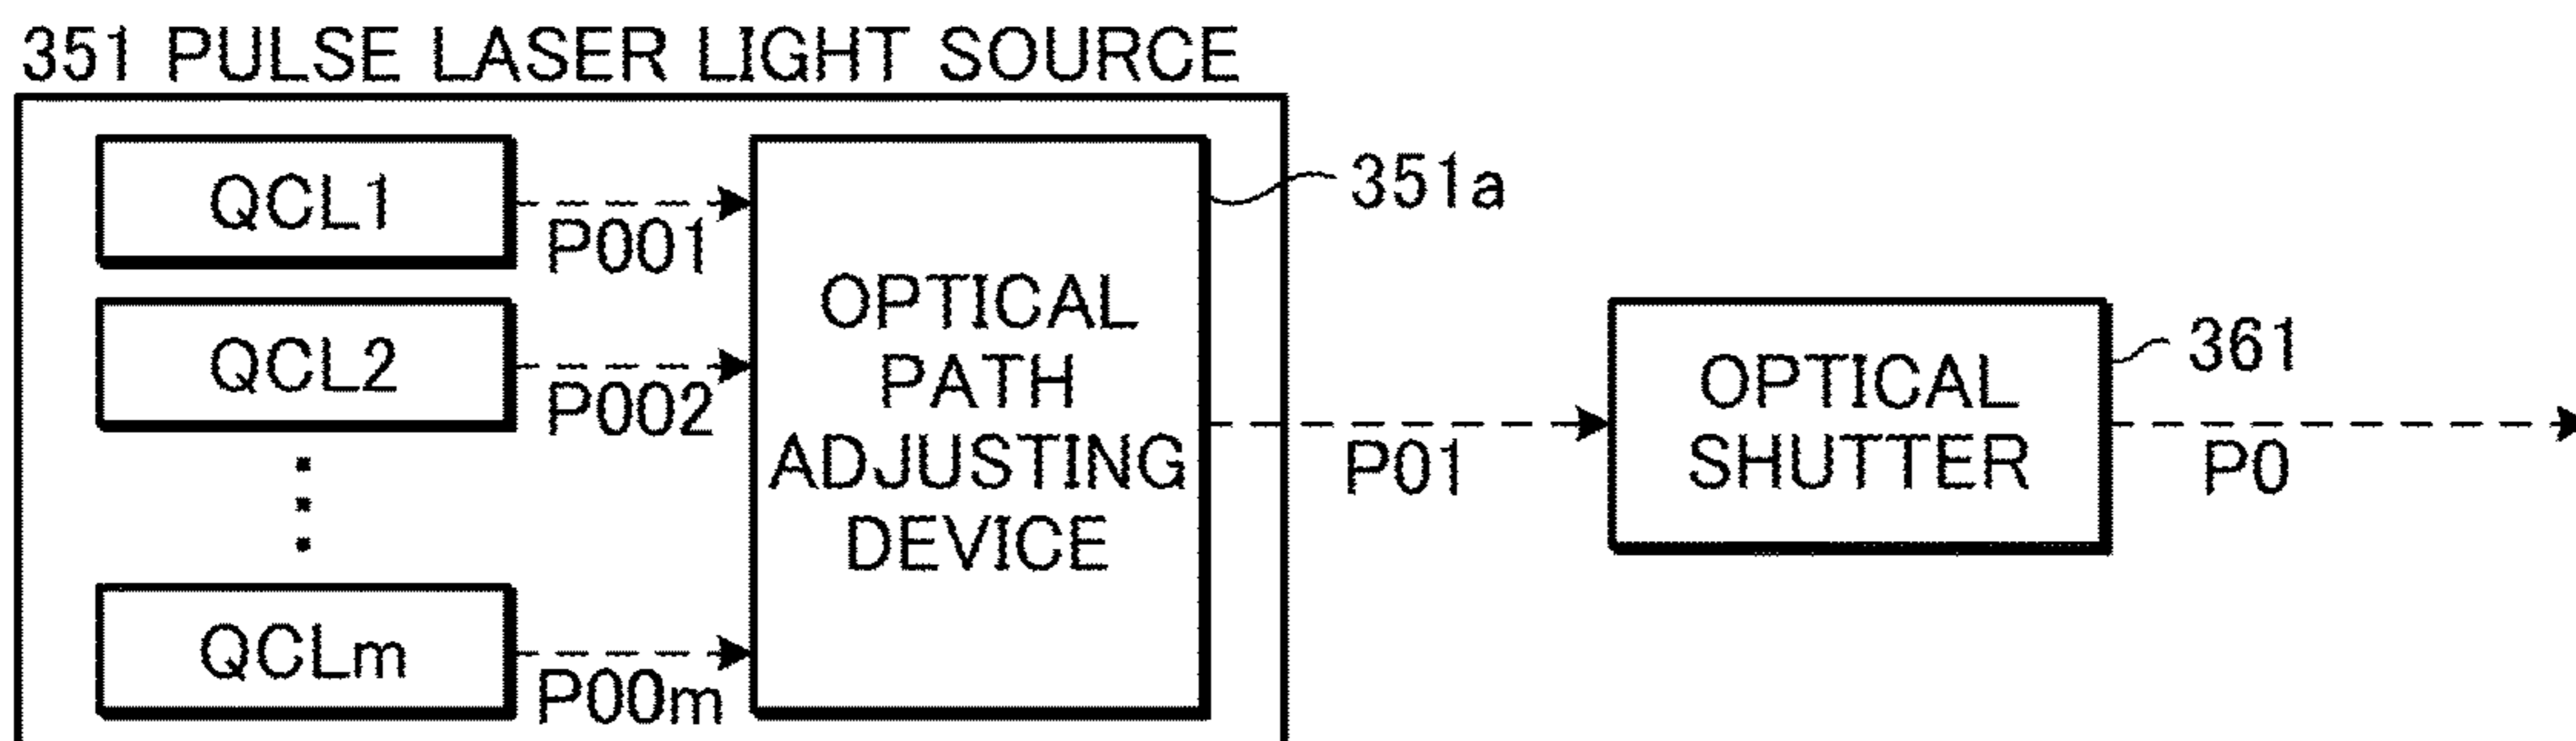 351 PULSE LASER LIGHT SOURCE
QCL1
P001
QCL2
P002
QCLm
P00m
OPTICAL
PATH
ADJUSTING
DEVICE
351a
P01
OPTICAL
SHUTTER
361
P0